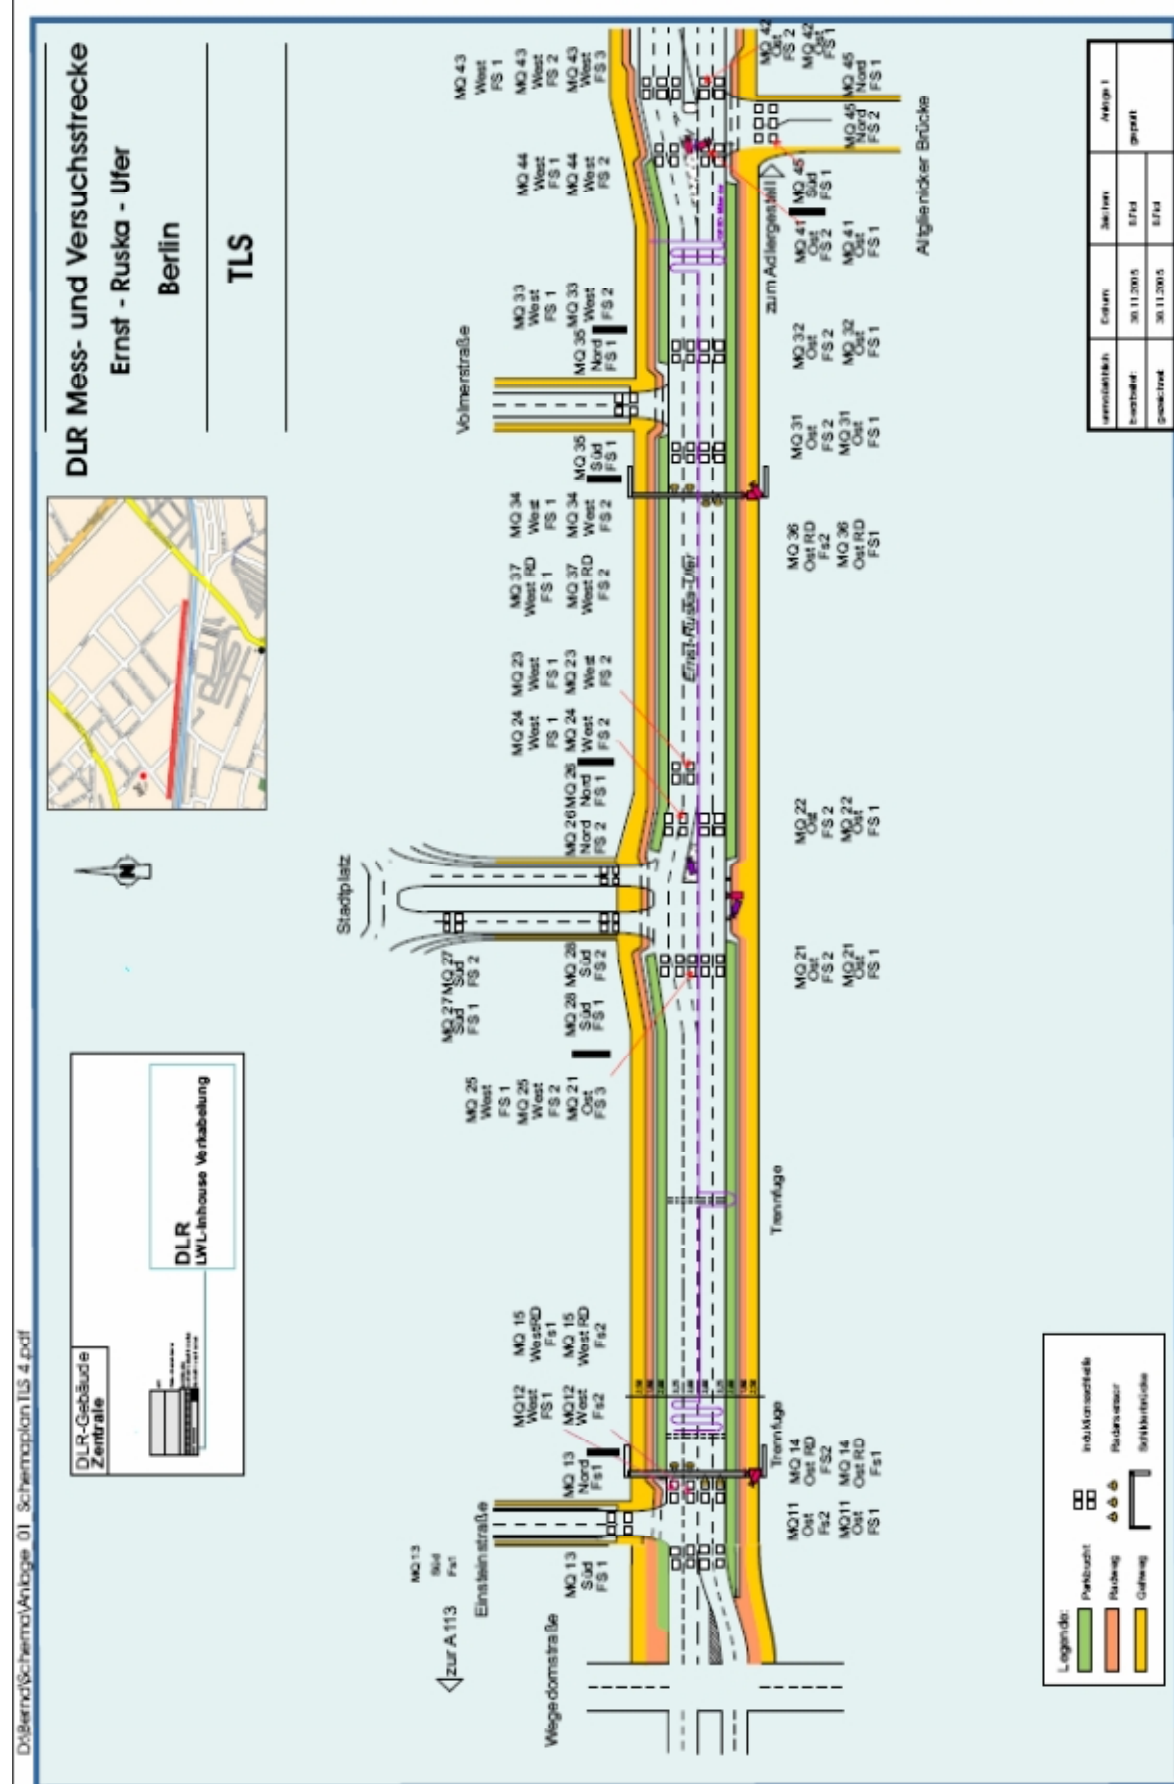 D:\Bernd\Schema\Anlage_01_Schemaplan TLS 4.pdf
DLR Mess- und Versuchsstrecke
Ernst - Ruska - Ufer
Berlin
TLS
DLR-Gebäude
Zentrale
DLR
LWL-Inhouse Verkabelung
N
zur A113
Wegedornstraße
Einsteinstraße
Stadtplatz
Volmerstraße
Altglienicker Brücke
zum Adlergestell
Ernst-Ruska-Ufer
Trennfuge
Trennfuge
MQ 13
Süd
Fs1
MQ 13
Süd
FS 1
MQ 13
Nord
Fs1
MQ12
West
FS1
MQ12
West
Fs2
MQ 15
WestRD
Fs1
MQ 15
West RD
Fs2
MQ 25
West
FS 1
MQ 25
West
FS 2
MQ 21
Ost
FS 3
MQ 27
Süd
FS 1
MQ 27
Süd
FS 2
MQ 28
Süd
FS 1
MQ 28
Süd
FS 2
MQ 26
Nord
FS 2
MQ 26
Nord
FS 1
MQ 24
West
FS 1
MQ 24
West
FS 2
MQ 23
West
FS 1
MQ 23
West
FS 2
MQ 37
West RD
FS 1
MQ 37
West RD
FS 2
MQ 34
West
FS 1
MQ 34
West
FS 2
MQ 35
Süd
FS 1
MQ 35
Nord
FS 1
MQ 33
West
FS 1
MQ 33
West
FS 2
MQ 44
West
FS 1
MQ 44
West
FS 2
MQ 43
West
FS 1
MQ 43
West
FS 2
MQ 43
West
FS 3
MQ11
Ost
Fs2
MQ11
Ost
FS1
MQ 14
Ost RD
FS2
MQ 14
Ost RD
Fs1
MQ 21
Ost
FS 2
MQ 21
Ost
FS 1
MQ 22
Ost
FS 2
MQ 22
Ost
FS 1
MQ 36
Ost RD
Fs2
MQ 36
Ost RD
FS1
MQ 31
Ost
FS 2
MQ 31
Ost
FS 1
MQ 32
Ost
FS 2
MQ 32
Ost
FS 1
MQ 41
Ost
FS 2
MQ 41
Ost
FS 1
MQ 45
Süd
FS 1
MQ 45
Nord
FS 2
MQ 45
Nord
FS 1
MQ 42
Ost
FS 2
MQ 42
Ost
FS 1
Legende:
Parkbucht
Radweg
Gehweg
Induktionsschleife
Radarsensor
Schilderbrücke
Datum
Zeichen
Anlage 1
bearbeitet:
30.11.2005
geprüft
gezeichnet:
30.11.2005